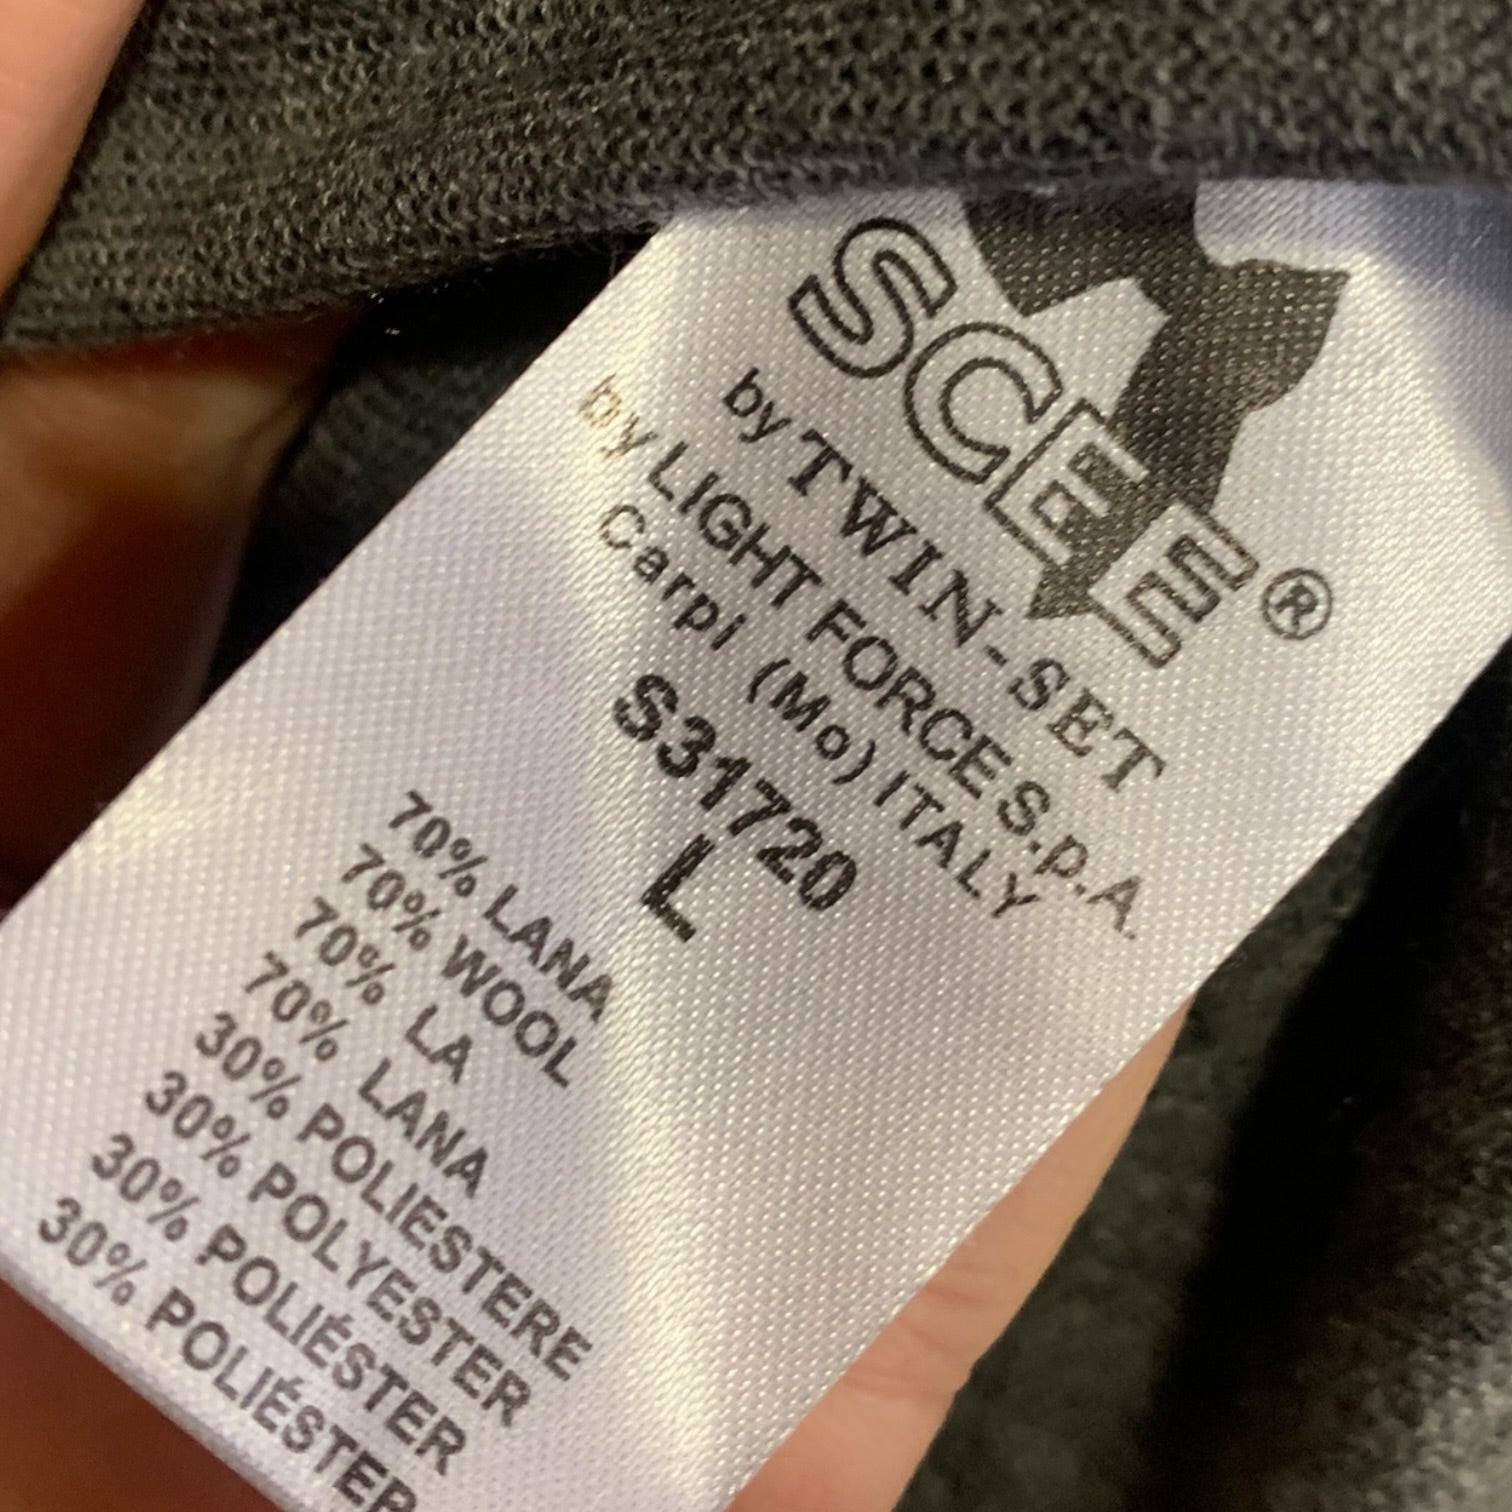 SCEE®
by TWIN-SET
by LIGHT FORCE S.p.A.
Carpi (Mo) ITALY
S31720
L
70% LANA
70% WOOL
70% LA
70% LANA
30% POLIESTERE
30% POLYESTER
30% POLIÉSTER
30% POLIÉSTER